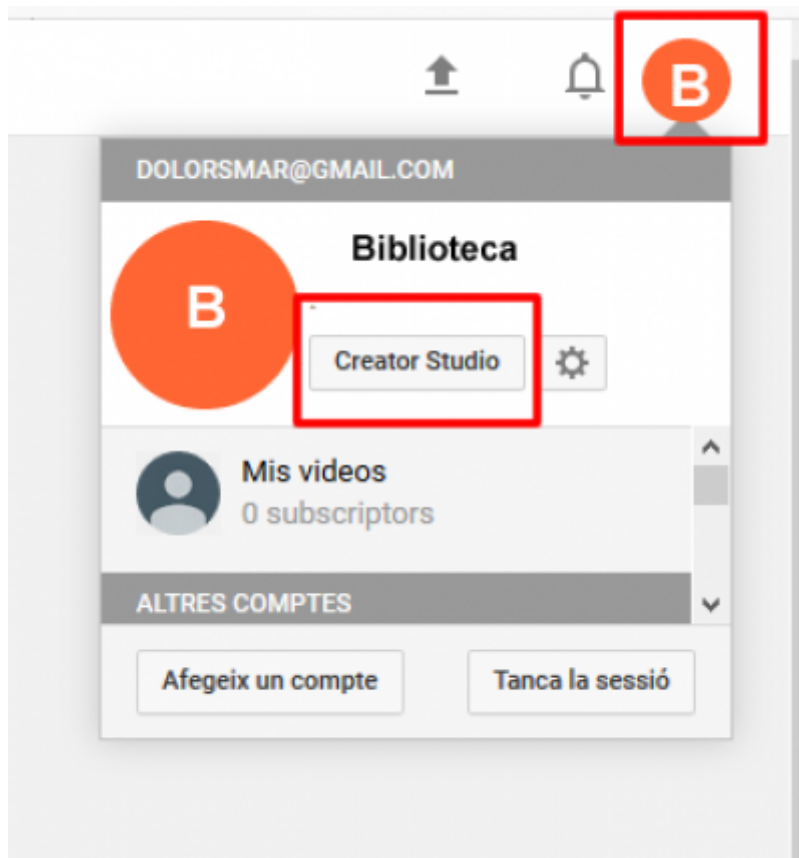 B
DOLORSMAR@GMAIL.COM
B
Biblioteca
Creator Studio
Mis videos
0 subscriptors
ALTRES COMPTES
Afegeix un compte
Tanca la sessió